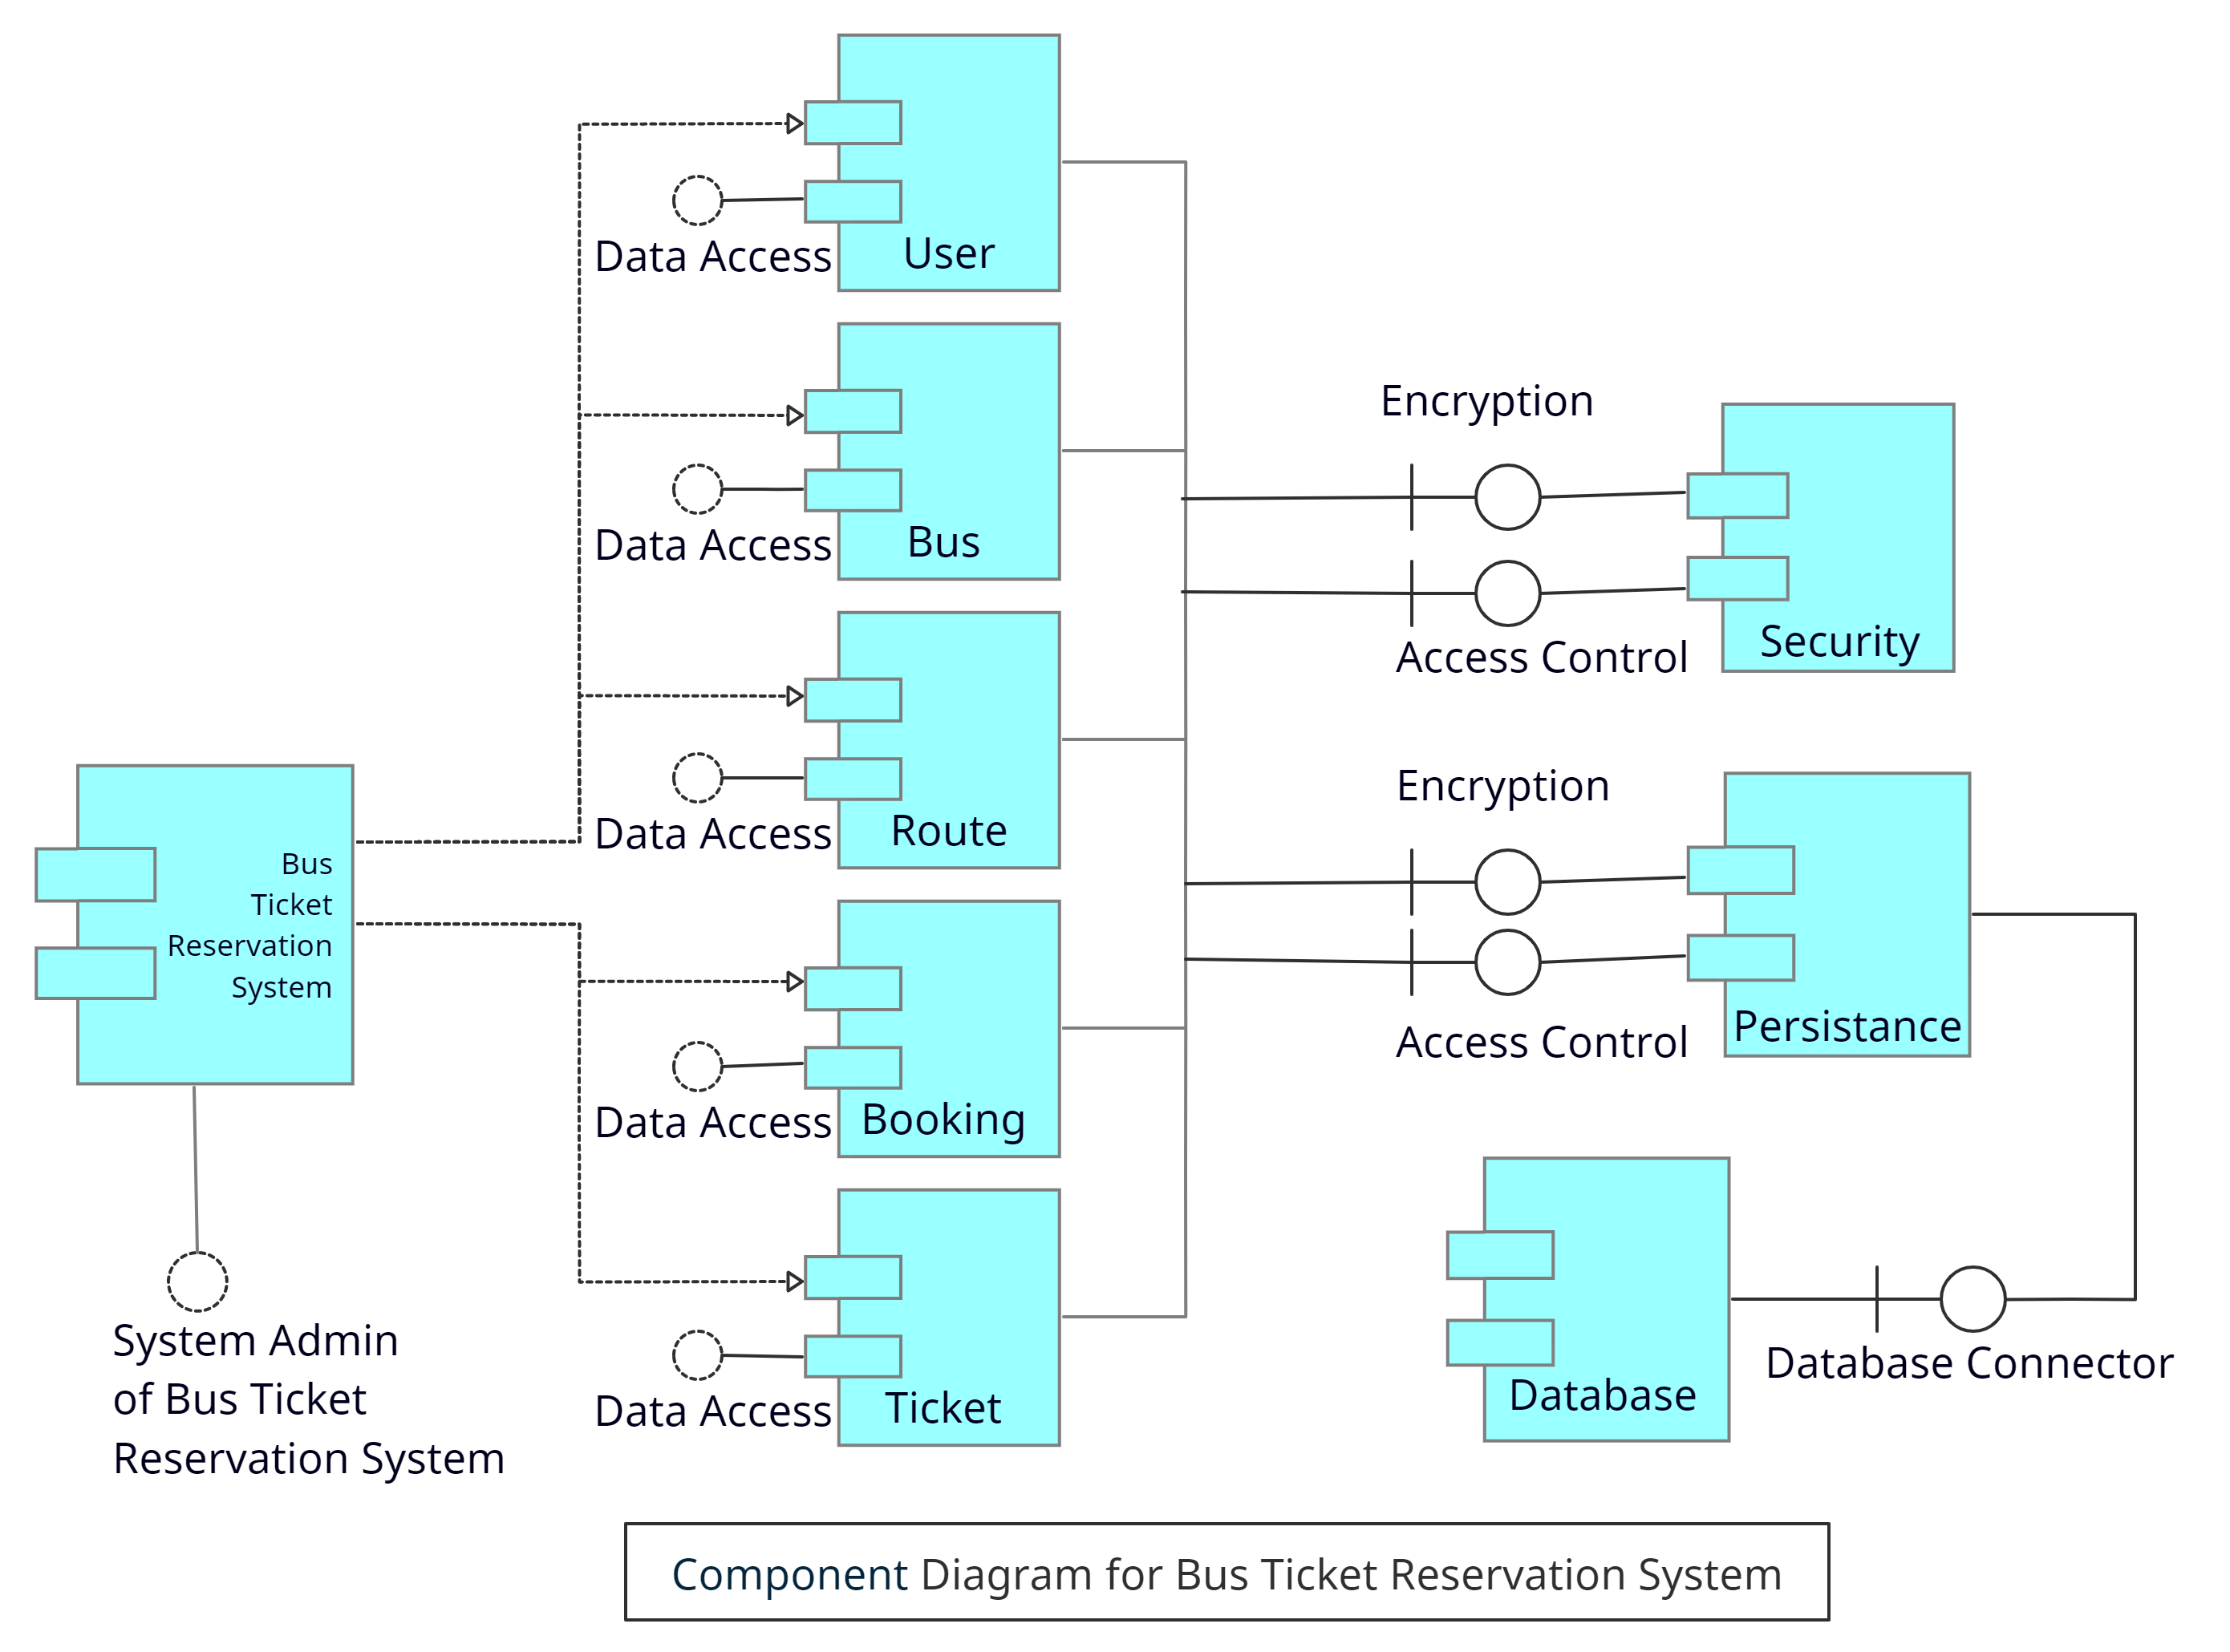 Data Access
User
Data Access
Bus
Encryption
Access Control
Security
Data Access
Route
Bus
Ticket
Reservation
System
Encryption
Access Control
Persistance
Data Access
Booking
System Admin
of Bus Ticket
Reservation System
Data Access
Ticket
Database
Database Connector
Component Diagram for Bus Ticket Reservation System